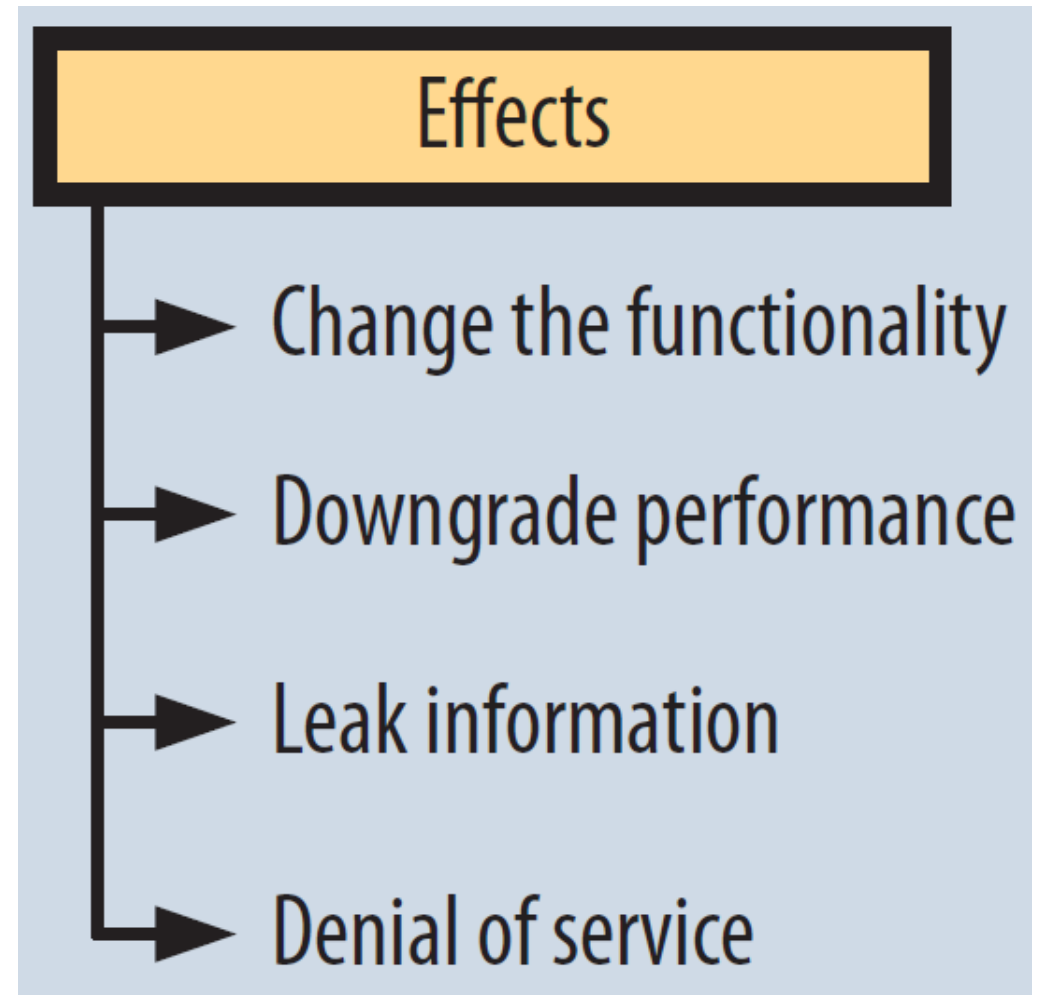 Effects
Change the functionality
Downgrade performance
Leak information
Denial of service